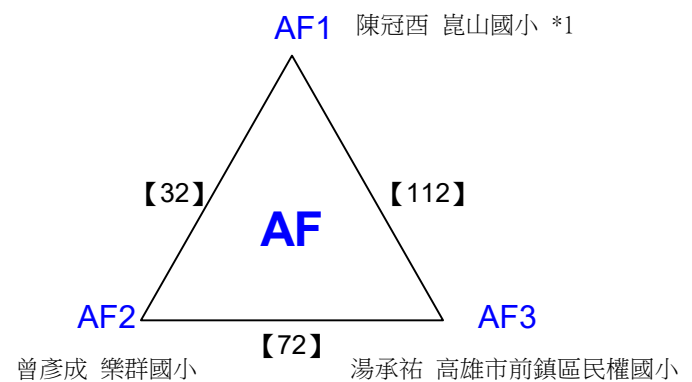 AF1 陳冠酉 崑山國小 *1
【32】
【112】
AF
AF2
AF3
【72】
曾彥成 樂群國小
湯承祐 高雄市前鎮區民權國小